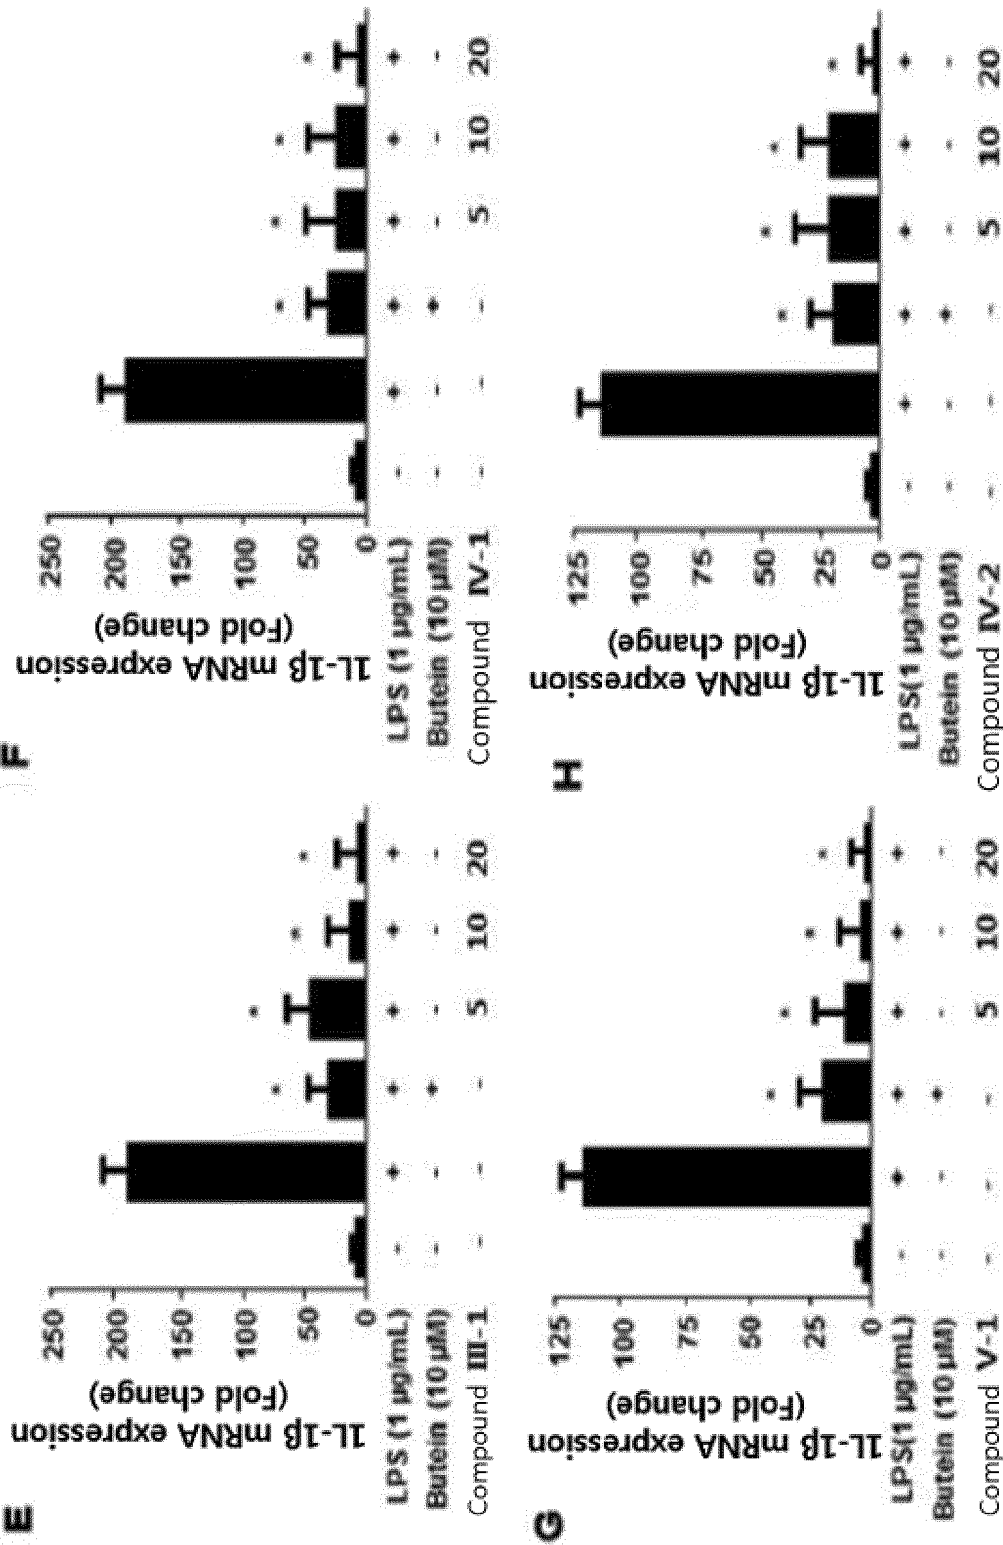 E
1L-1β mRNA expression
(Fold change)
250
200
150
100
50
0
LPS (1 μg/mL) - + + + + +
Butein (10 μM) - - + - - -
Compound III-1 - - - 5 10 20
F
1L-1β mRNA expression
(Fold change)
250
200
150
100
50
0
LPS (1 μg/mL) - + + + + +
Butein (10 μM) - - + - - -
Compound IV-1 - - - 5 10 20
G
1L-1β mRNA expression
(Fold change)
125
100
75
50
25
0
LPS(1 μg/mL) - + + + + +
Butein (10 μM) - - + - - -
Compound V-1 - - - 5 10 20
H
1L-1β mRNA expression
(Fold change)
125
100
75
50
25
0
LPS(1 μg/mL) - + + + + +
Butein (10 μM) - - + - - -
Compound IV-2 - - - 5 10 20